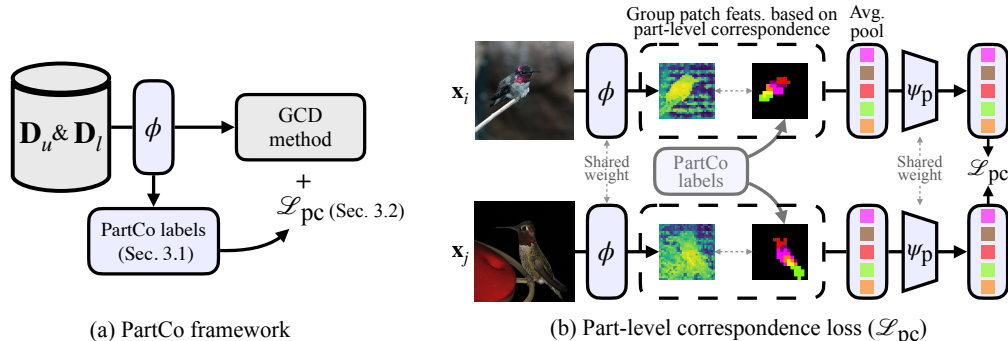 D_u & D_l
ϕ
GCD
method
+
ℒ_pc (Sec. 3.2)
PartCo labels
(Sec. 3.1)
(a) PartCo framework
Group patch feats. based on
part-level correspondence
Avg.
pool
x_i
ϕ
ψ_p
Shared
weight
PartCo
labels
Shared
weight
ℒ_pc
x_j
ϕ
ψ_p
(b) Part-level correspondence loss (ℒ_pc)